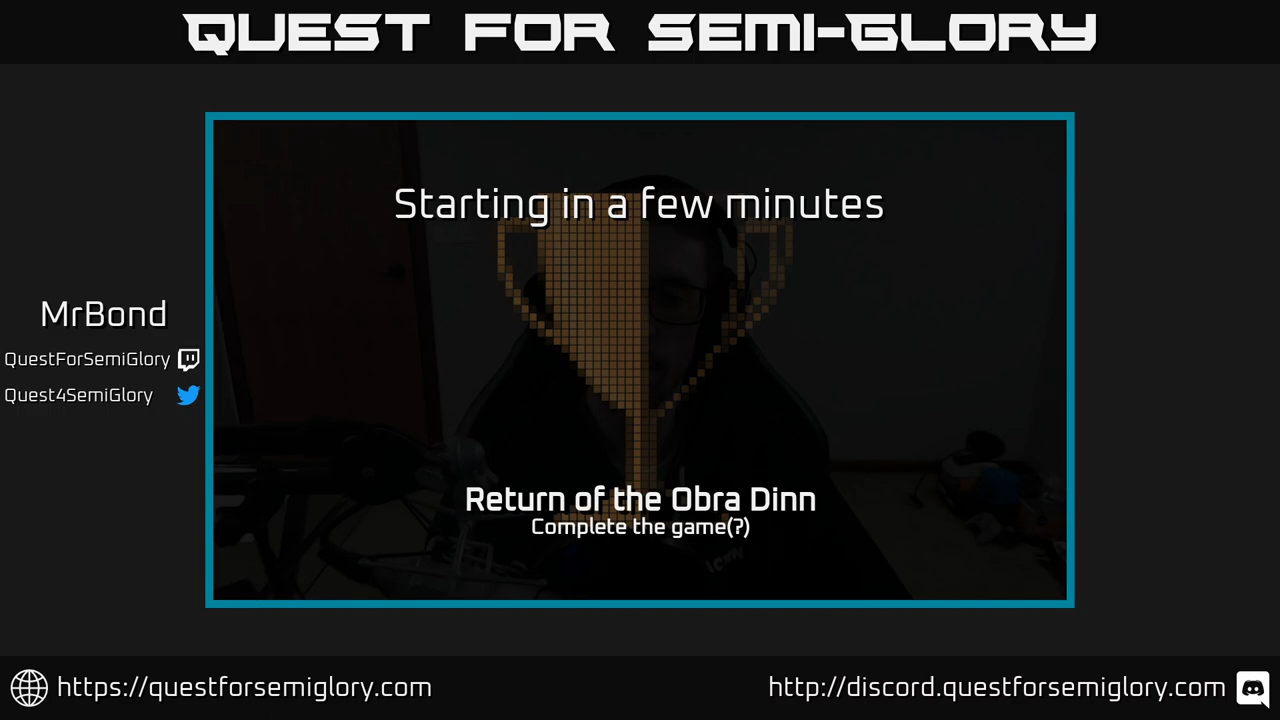 QUEST FOR SEMI-GLORY
Starting in a few minutes
MrBond
QuestForSemiGlory
Quest4SemiGlory
Return of the Obra Dinn
Complete the game(?)
https://questforsemiglory.com
http://discord.questforsemiglory.com